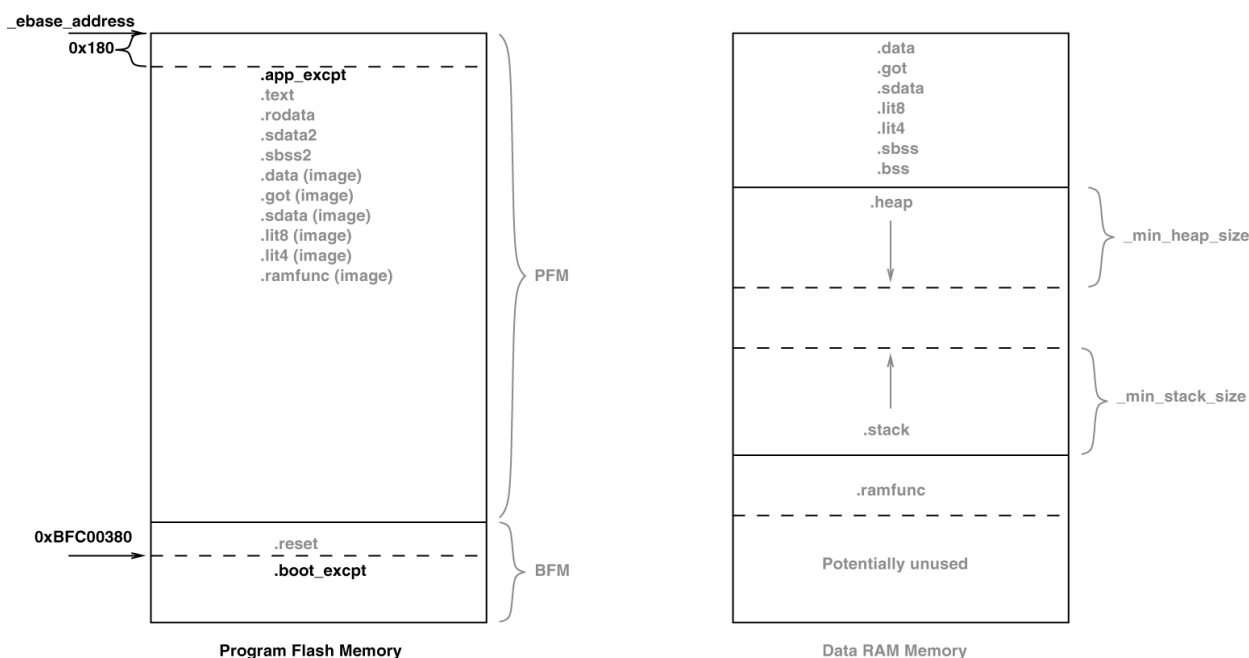 _ebase_address
0x180
.app_excpt
.text
.rodata
.sdata2
.sbss2
.data (image)
.got (image)
.sdata (image)
.lit8 (image)
.lit4 (image)
.ramfunc (image)
PFM
0xBFC00380
.reset
.boot_excpt
BFM
Program Flash Memory
.data
.got
.sdata
.lit8
.lit4
.sbss
.bss
.heap
_min_heap_size
_min_stack_size
.stack
.ramfunc
Potentially unused
Data RAM Memory